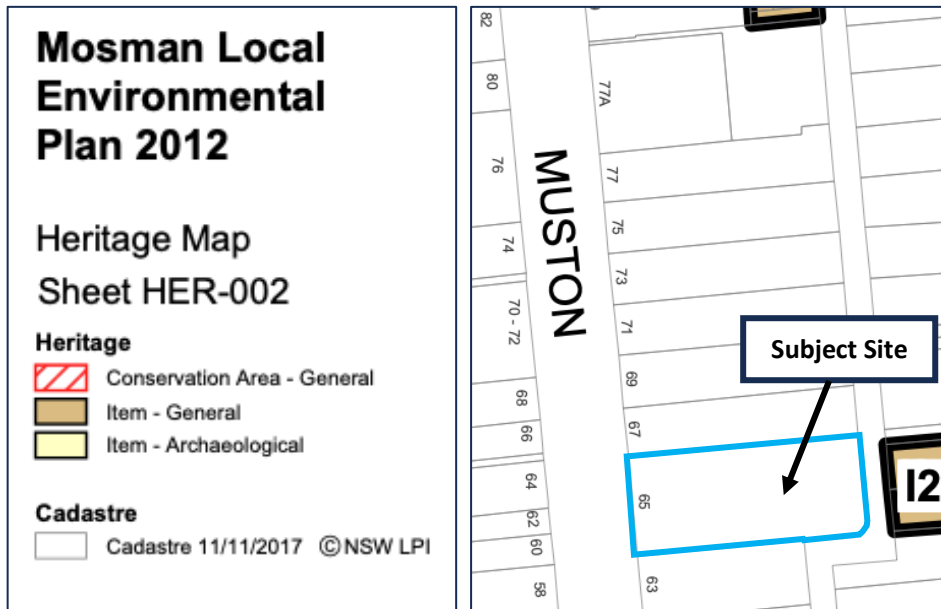 Mosman Local
Environmental
Plan 2012
Heritage Map
Sheet HER-002
Heritage
Conservation Area - General
Item - General
Item - Archaeological
Cadastre
Cadastre 11/11/2017 ©NSW LPI
82
80
76
74
70 - 72
68
66
64
62
60
58
MUSTON
77A
77
75
73
71
69
67
65
63
Subject Site
I2